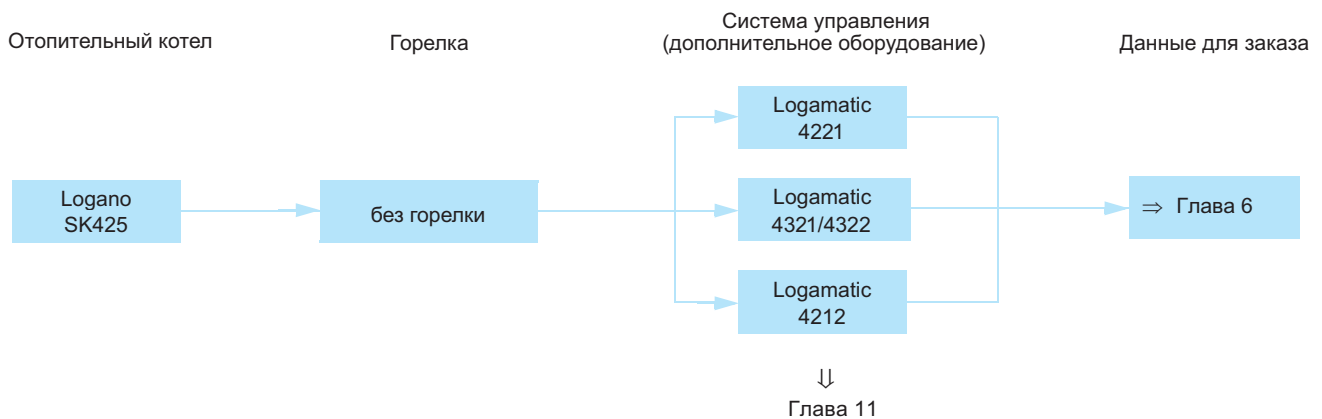 Отопительный котел
Горелка
Система управления
(дополнительное оборудование)
Данные для заказа
Logano
SK425
без горелки
Logamatic
4221
Logamatic
4321/4322
Logamatic
4212
⇒ Глава 6
⇓
Глава 11